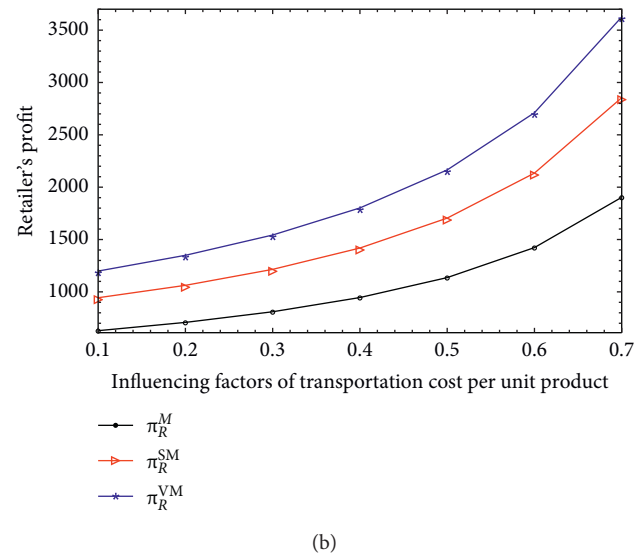 3500
3000
2500
2000
1500
1000
Retailer's profit
0.1 0.2 0.3 0.4 0.5 0.6 0.7
Influencing factors of transportation cost per unit product
π_R^M
π_R^SM
π_R^VM
(b)